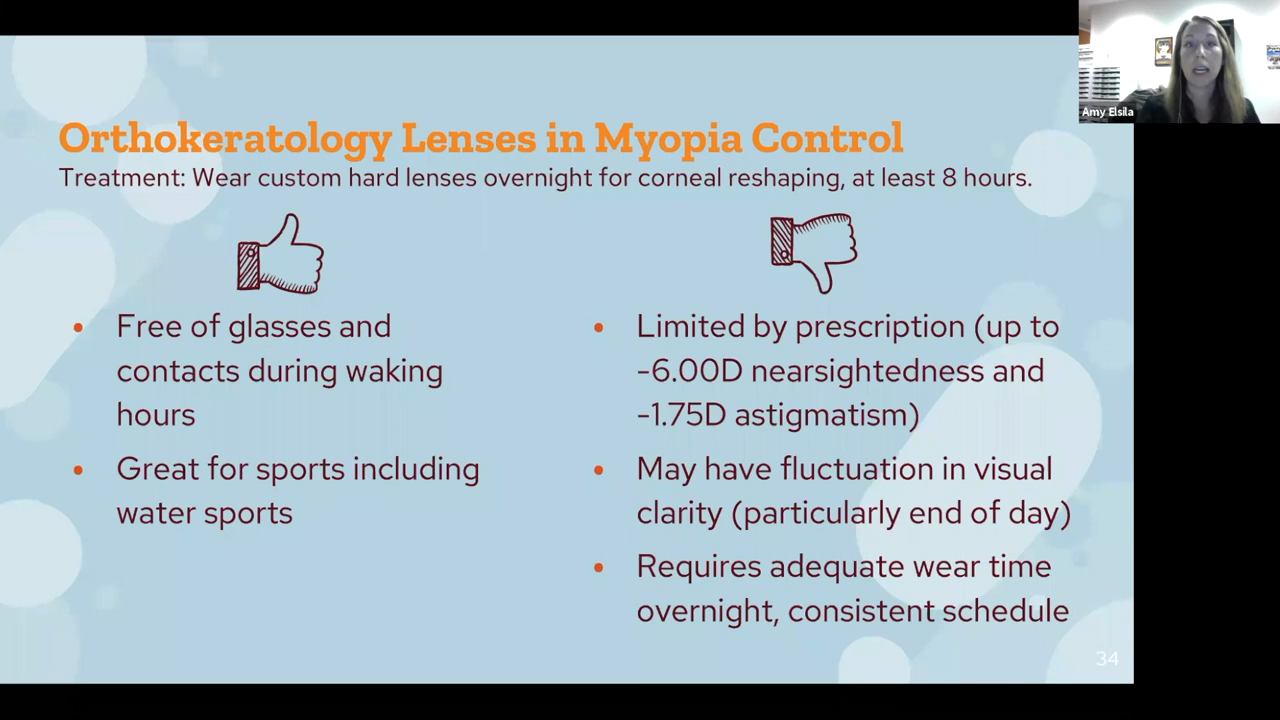 Amy Elsila
Orthokeratology Lenses in Myopia Control
Treatment: Wear custom hard lenses overnight for corneal reshaping, at least 8 hours.
• Free of glasses and
contacts during waking
hours
• Great for sports including
water sports
• Limited by prescription (up to
-6.00D nearsightedness and
-1.75D astigmatism)
• May have fluctuation in visual
clarity (particularly end of day)
• Requires adequate wear time
overnight, consistent schedule
34